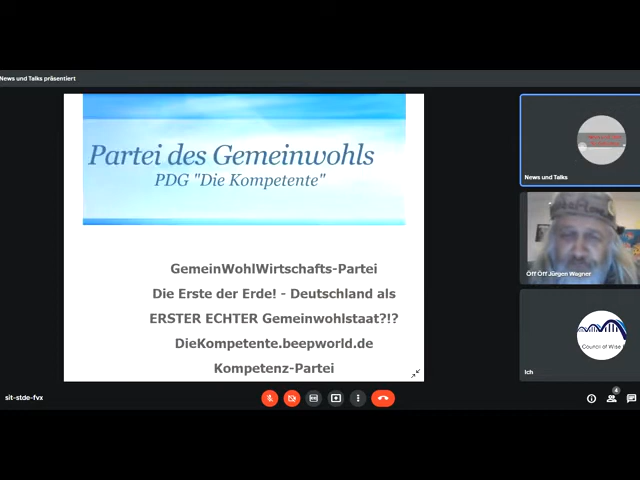 News und Talks präsentiert
Partei des Gemeinwohls
PDG "Die Kompetente"
GemeinWohlWirtschafts-Partei
Die Erste der Erde! - Deutschland als
ERSTER ECHTER Gemeinwohlstaat?!?
DieKompetente.beepworld.de
Kompetenz-Partei
News und Talks
Öff Öff Jürgen Wagner
Council of Wise
Ich
sit-stde-fvx
4